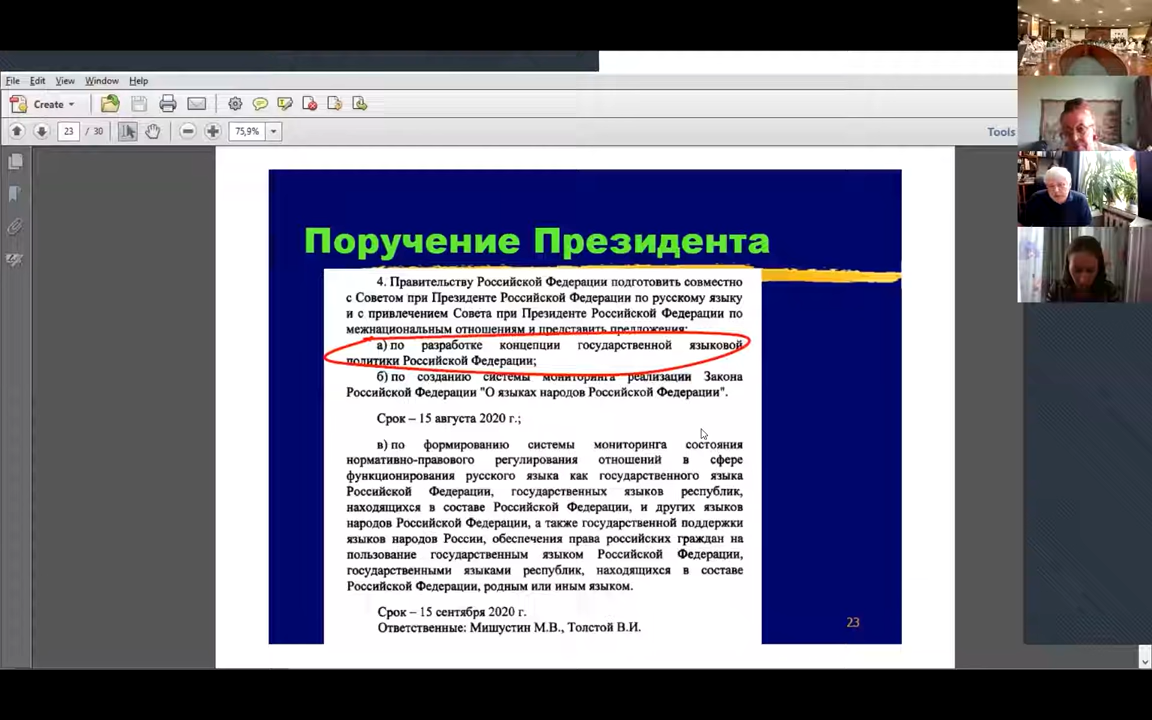 File Edit View Window Help
Create
23 / 30
75,9%
Tools
Поручение Президента
4. Правительству Российской Федерации подготовить совместно
с Советом при Президенте Российской Федерации по русскому языку
и с привлечением Совета при Президенте Российской Федерации по
межнациональным отношениям и представить предложения:
а) по разработке концепции государственной языковой
политики Российской Федерации;
б) по созданию системы мониторинга реализации Закона
Российской Федерации "О языках народов Российской Федерации".
Срок – 15 августа 2020 г.;
в) по формированию системы мониторинга состояния
нормативно-правового регулирования отношений в сфере
функционирования русского языка как государственного языка
Российской Федерации, государственных языков республик,
находящихся в составе Российской Федерации, и других языков
народов Российской Федерации, а также государственной поддержки
языков народов России, обеспечения права российских граждан на
пользование государственным языком Российской Федерации,
государственными языками республик, находящихся в составе
Российской Федерации, родным или иным языком.
Срок – 15 сентября 2020 г.
Ответственные: Мишустин М.В., Толстой В.И.
23